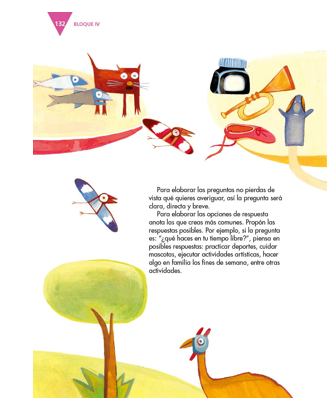 132 BLOQUE IV
Para elaborar las preguntas no pierdas de
vista qué quieres averiguar, así la pregunta será
clara, directa y breve.
Para elaborar las opciones de respuesta
anota las que creas más comunes. Propón las
respuestas posibles. Por ejemplo, si la pregunta
es: "¿qué haces en tu tiempo libre?", piensa en
posibles respuestas: practicar deportes, cuidar
mascotas, ejecutar actividades artísticas, hacer
algo en familia los fines de semana, entre otras
actividades.